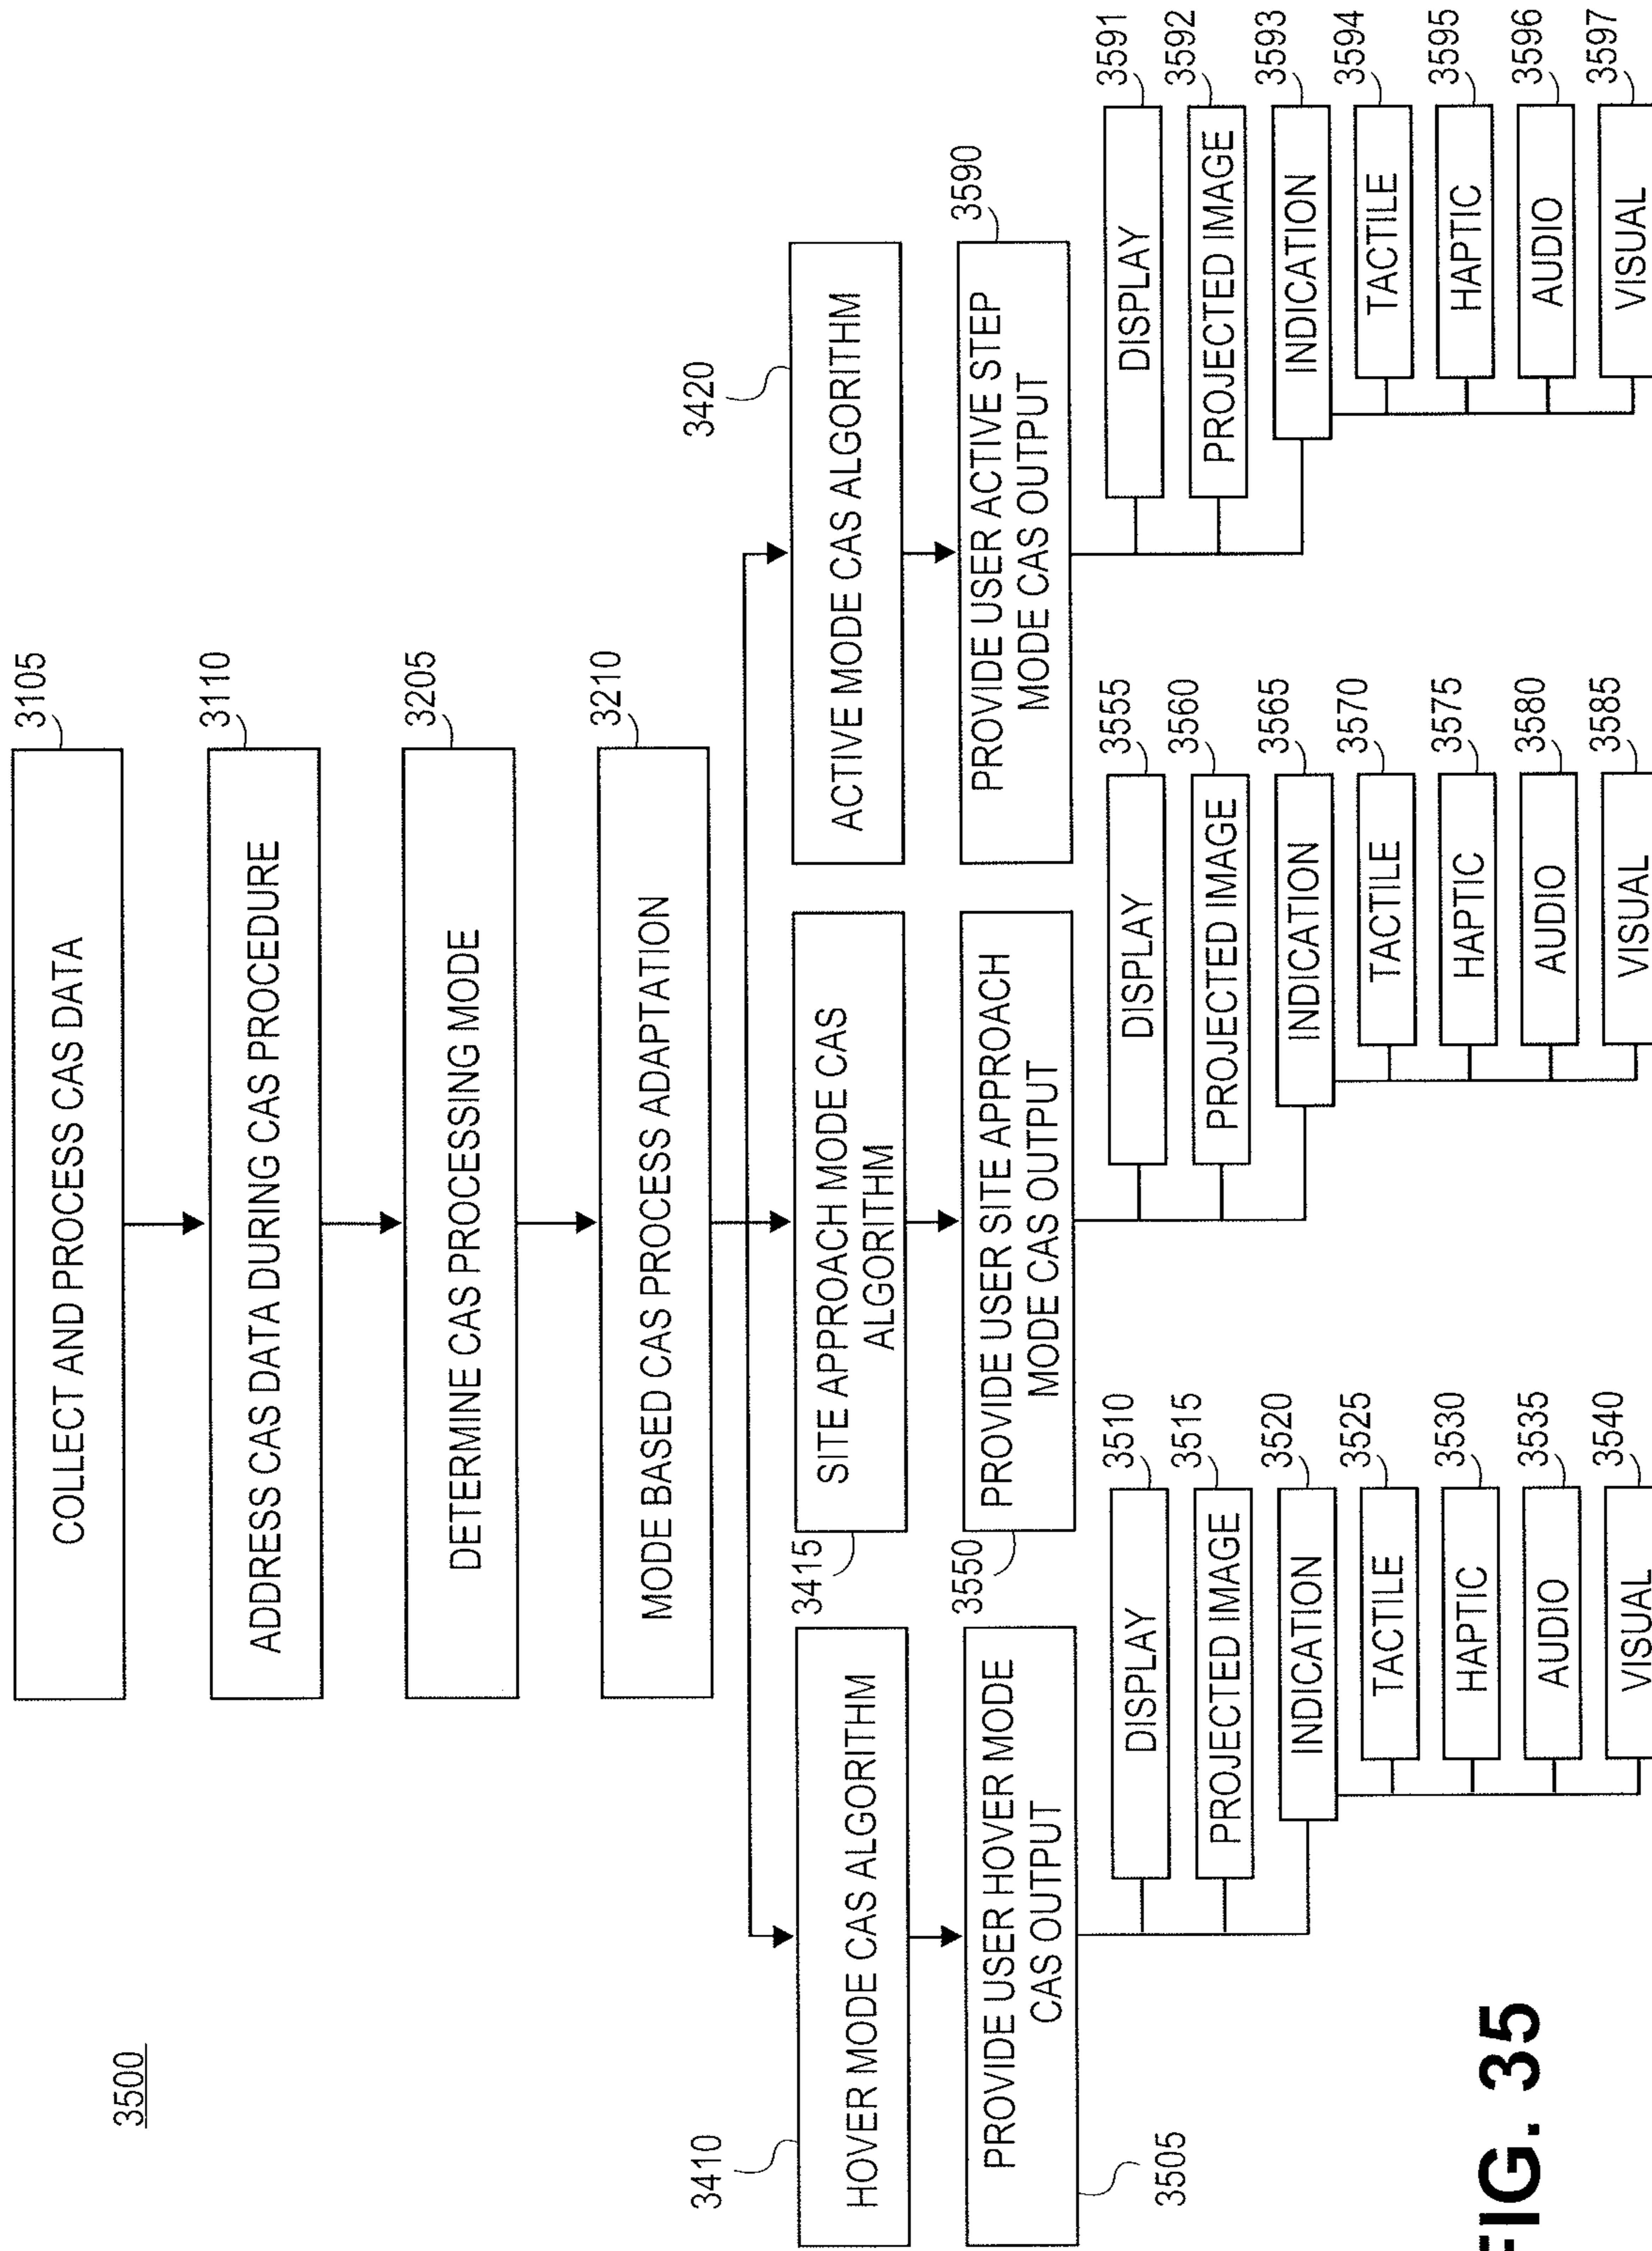 3500
COLLECT AND PROCESS CAS DATA
3105
ADDRESS CAS DATA DURING CAS PROCEDURE
3110
DETERMINE CAS PROCESSING MODE
3205
MODE BASED CAS PROCESS ADAPTATION
3210
3410
HOVER MODE CAS ALGORITHM
PROVIDE USER HOVER MODE
CAS OUTPUT
3505
DISPLAY
3510
PROJECTED IMAGE
3515
INDICATION
3520
TACTILE
3525
HAPTIC
3530
AUDIO
3535
VISUAL
3540
3415
SITE APPROACH MODE CAS
ALGORITHM
3550
PROVIDE USER SITE APPROACH
MODE CAS OUTPUT
DISPLAY
3555
PROJECTED IMAGE
3560
INDICATION
3565
TACTILE
3570
HAPTIC
3575
AUDIO
3580
VISUAL
3585
3420
ACTIVE MODE CAS ALGORITHM
PROVIDE USER ACTIVE STEP
MODE CAS OUTPUT
3590
DISPLAY
3591
PROJECTED IMAGE
3592
INDICATION
3593
TACTILE
3594
HAPTIC
3595
AUDIO
3596
VISUAL
3597
FIG. 35